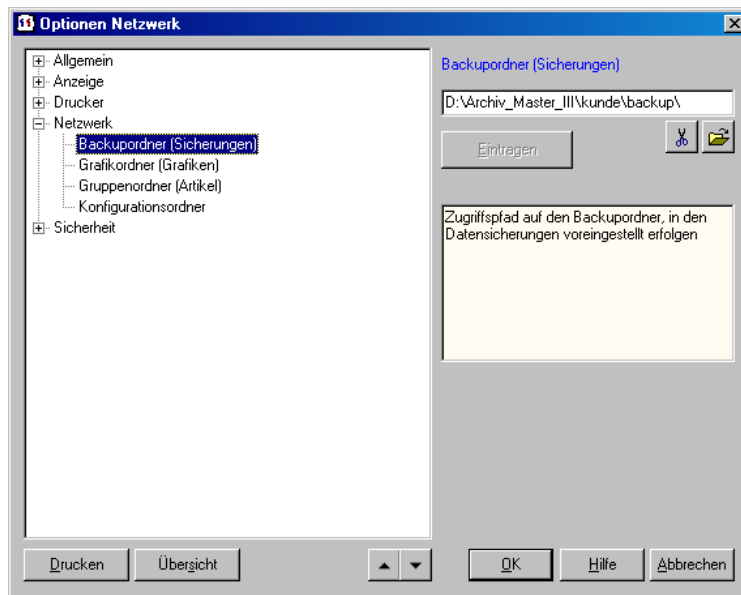 Optionen Netzwerk
Allgemein
Anzeige
Drucker
Netzwerk
Backupordner (Sicherungen)
Grafikordner (Grafiken)
Gruppenordner (Artikel)
Konfigurationsordner
Sicherheit
Backupordner (Sicherungen)
D:\Archiv_Master_III\kunde\backup\
Eintragen
Zugriffspfad auf den Backupordner, in den
Datensicherungen voreingestellt erfolgen
Drucken
Übersicht
OK
Hilfe
Abbrechen